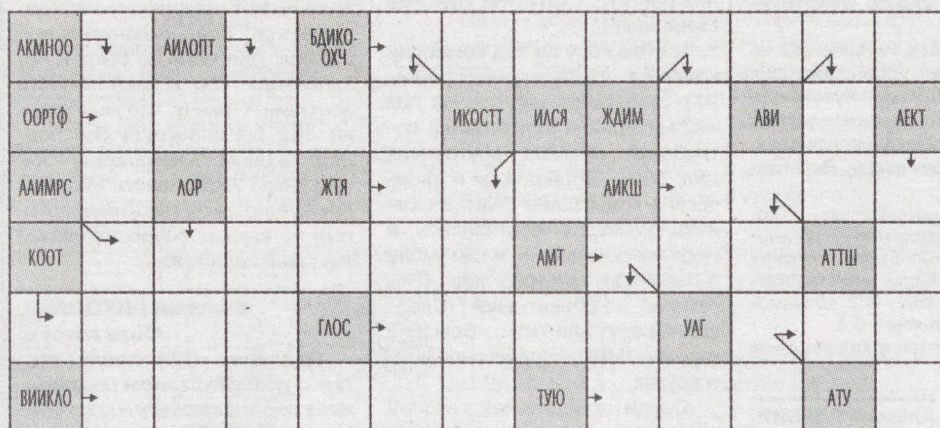 АКМНОО АИЛОПТ БДИКО-
ОХЧ
ООРТФ ИКОСТТ ИЛСЯ ЖДИМ АВИ АЕКТ
ААИМРС ЛОР ЖТЯ АИКШ
КООТ АМТ АТТШ
ГЛОС УАГ
ВИИКЛО ТУЮ АТУ